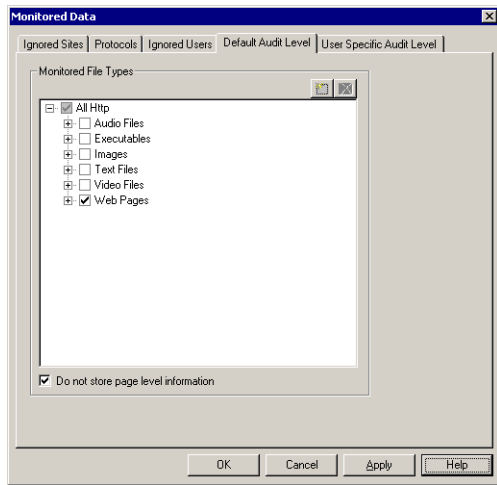 Monitored Data
Ignored Sites Protocols Ignored Users Default Audit Level User Specific Audit Level
Monitored File Types
All Http
Audio Files
Executables
Images
Text Files
Video Files
Web Pages
Do not store page level information
OK Cancel Apply Help